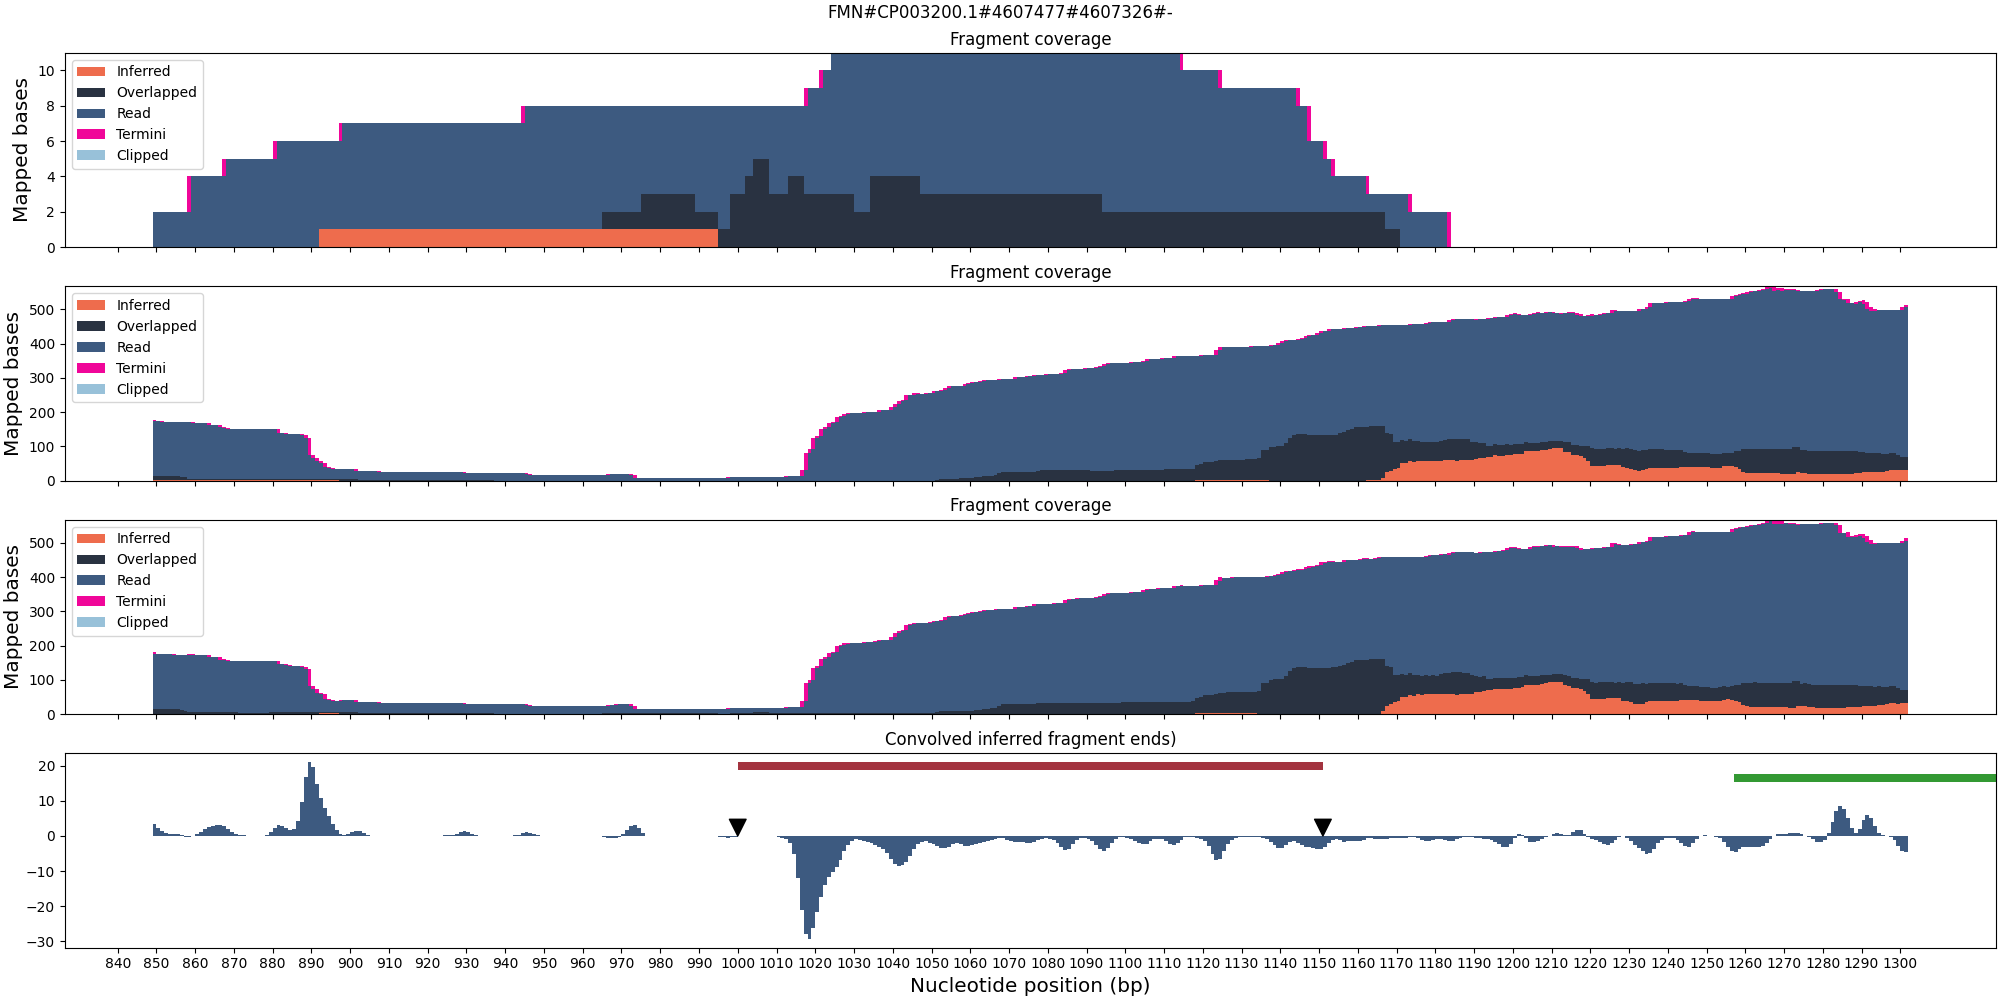 FMN#CP003200.1#4607477#4607326#-
Fragment coverage
Mapped bases
10
8
6
4
2
0
Inferred
Overlapped
Read
Termini
Clipped
Fragment coverage
Mapped bases
500
400
300
200
100
0
Inferred
Overlapped
Read
Termini
Clipped
Fragment coverage
Mapped bases
500
400
300
200
100
0
Inferred
Overlapped
Read
Termini
Clipped
Convolved inferred fragment ends)
20
10
0
−10
−20
−30
840 850 860 870 880 890 900 910 920 930 940 950 960 970 980 990 1000 1010 1020 1030 1040 1050 1060 1070 1080 1090 1100 1110 1120 1130 1140 1150 1160 1170 1180 1190 1200 1210 1220 1230 1240 1250 1260 1270 1280 1290 1300
Nucleotide position (bp)